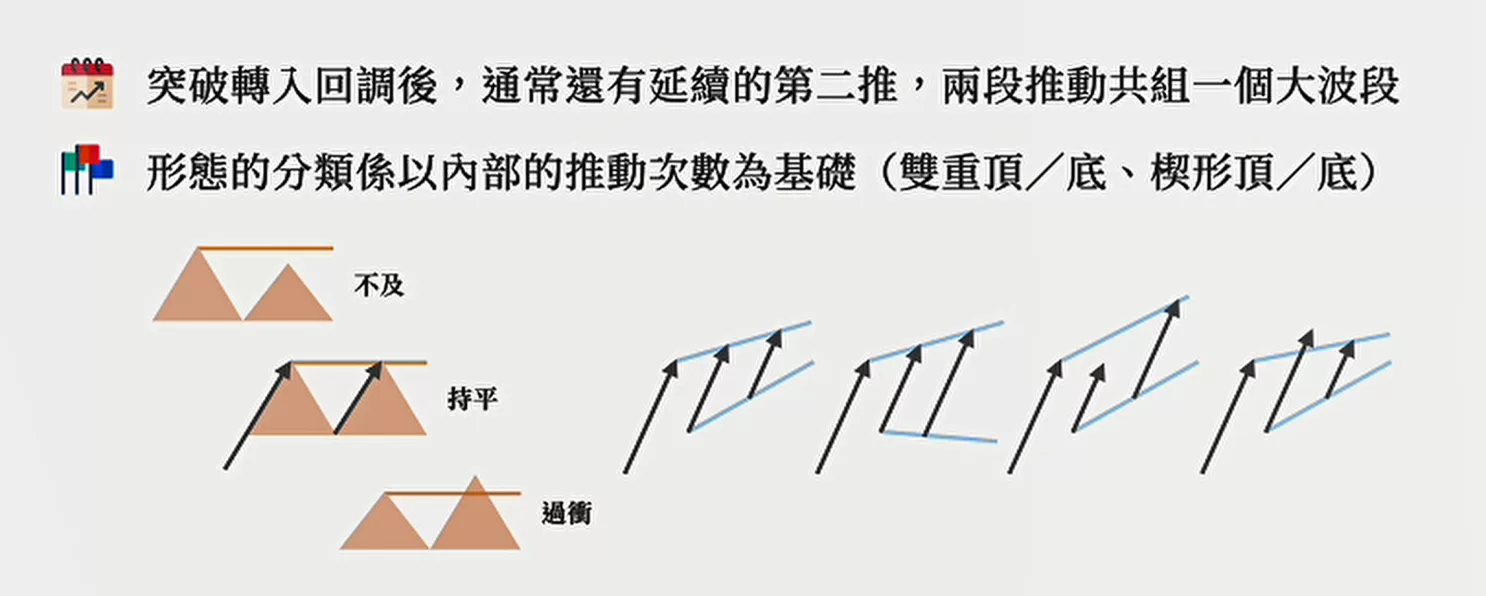 突破轉入回調後，通常還有延續的第二推，兩段推動共組一個大波段
形態的分類係以內部的推動次數為基礎（雙重頂／底、楔形頂／底）
不及
持平
過衝